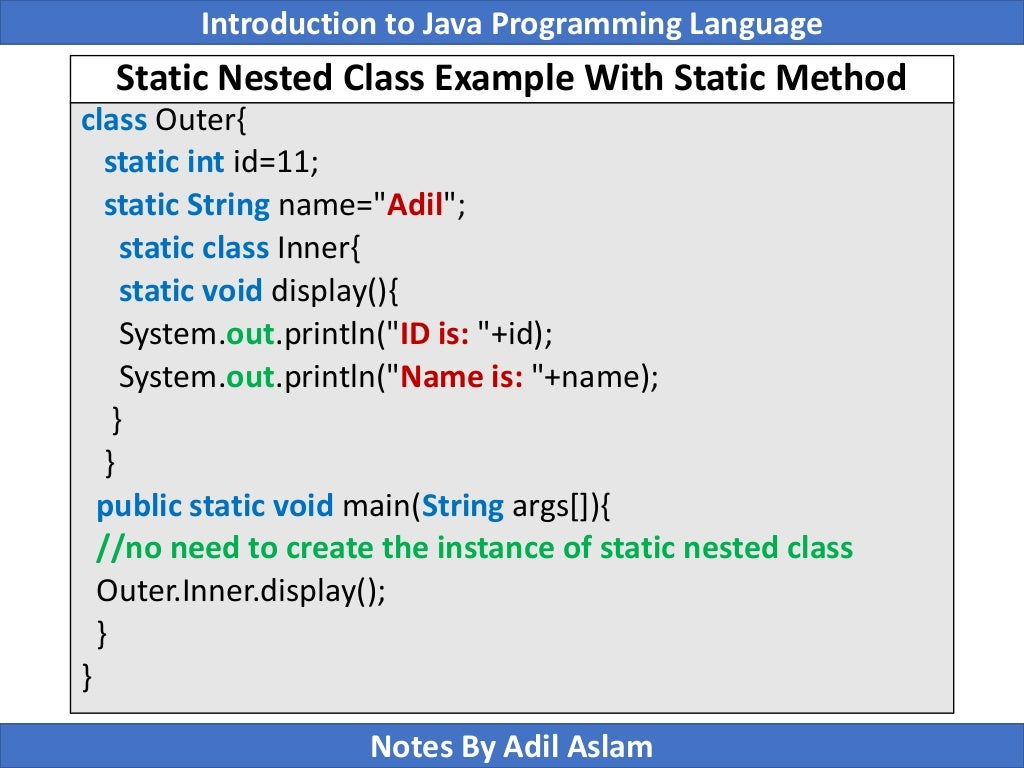 Introduction to Java Programming Language
Static Nested Class Example With Static Method
class Outer{
static int id=11;
static String name="Adil";
static class Inner{
static void display(){
System.out.println("ID is: "+id);
System.out.println("Name is: "+name);
}
}
public static void main(String args[]){
//no need to create the instance of static nested class
Outer.Inner.display();
}
}
Notes By Adil Aslam